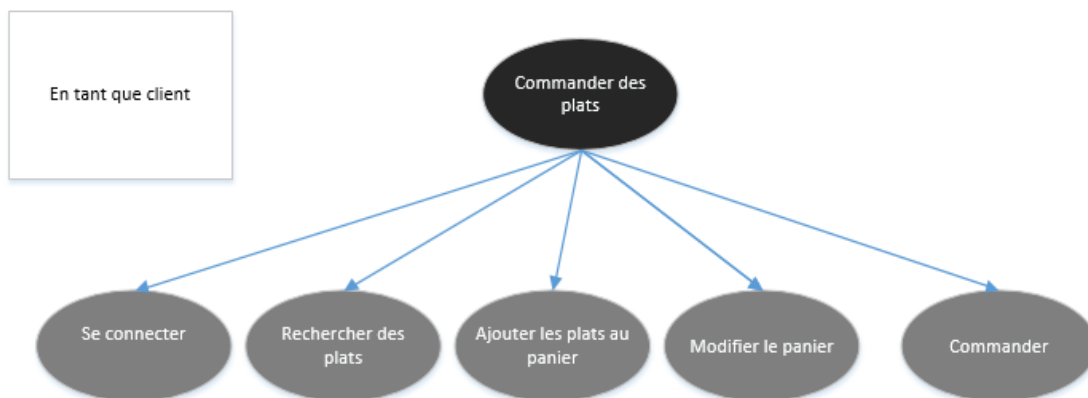 En tant que client
Commander des
plats
Se connecter
Rechercher des
plats
Ajouter les plats au
panier
Modifier le panier
Commander